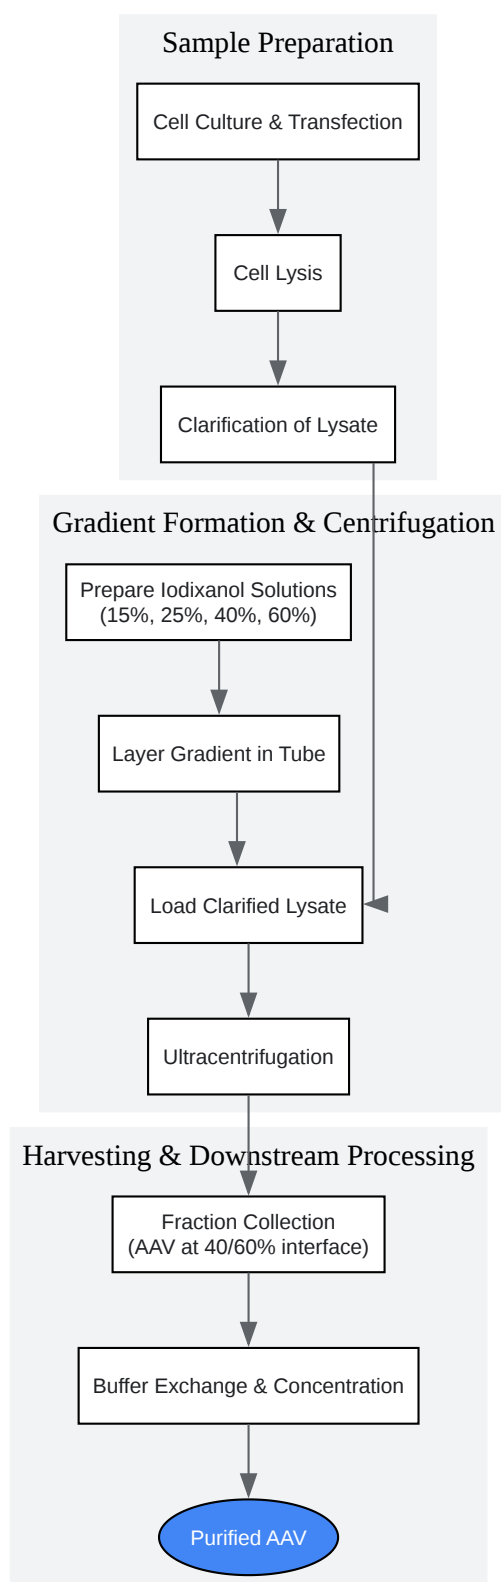 Sample Preparation
Cell Culture & Transfection
Cell Lysis
Clarification of Lysate
Gradient Formation & Centrifugation
Prepare Iodixanol Solutions
(15%, 25%, 40%, 60%)
Layer Gradient in Tube
Load Clarified Lysate
Ultracentrifugation
Harvesting & Downstream Processing
Fraction Collection
(AAV at 40/60% interface)
Buffer Exchange & Concentration
Purified AAV